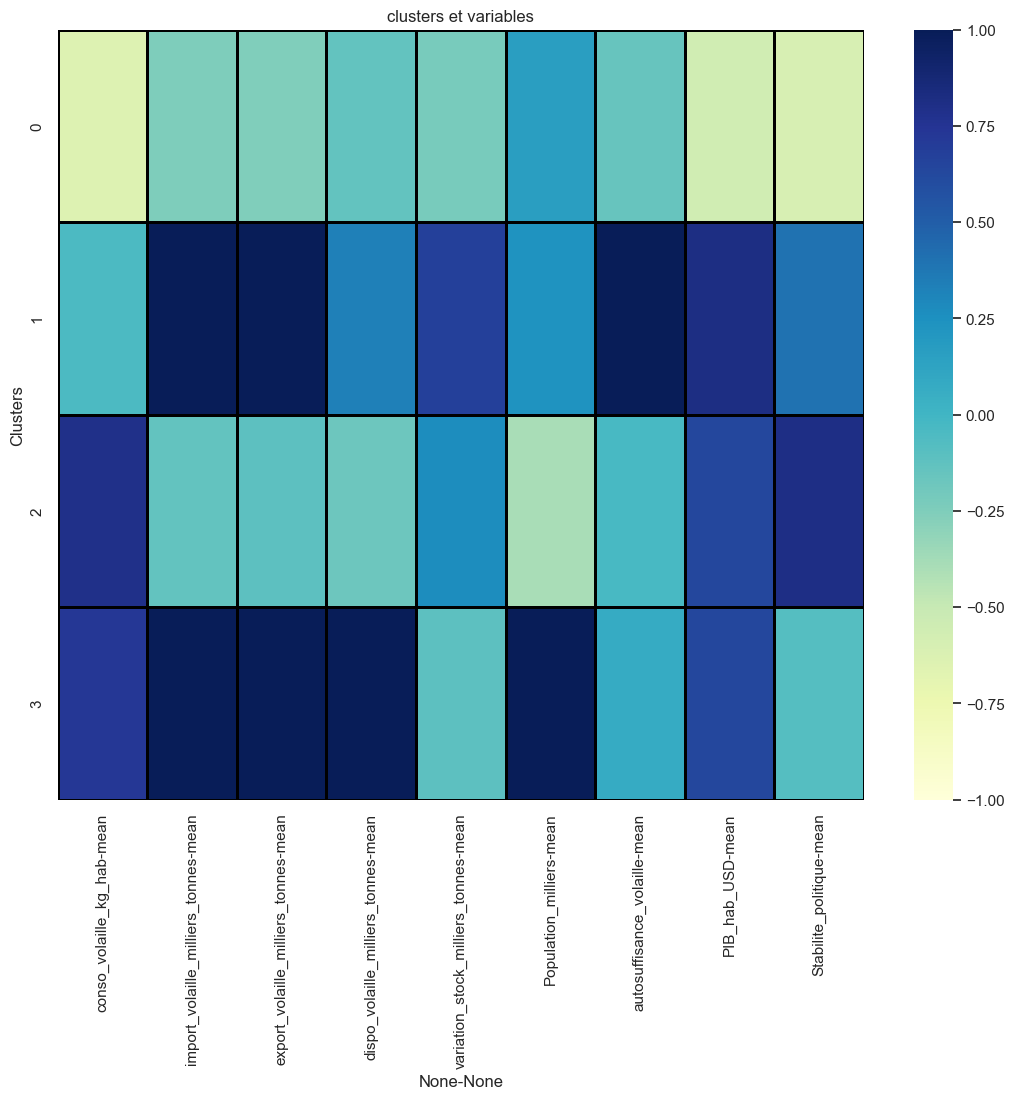 clusters et variables
Clusters
0
1
2
3
conso_volaille_kg_hab-mean
import_volaille_milliers_tonnes-mean
export_volaille_milliers_tonnes-mean
dispo_volaille_milliers_tonnes-mean
variation_stock_milliers_tonnes-mean
Population_milliers-mean
autosuffisance_volaille-mean
PIB_hab_USD-mean
Stabilite_politique-mean
None-None
1.00
0.75
0.50
0.25
0.00
−0.25
−0.50
−0.75
−1.00